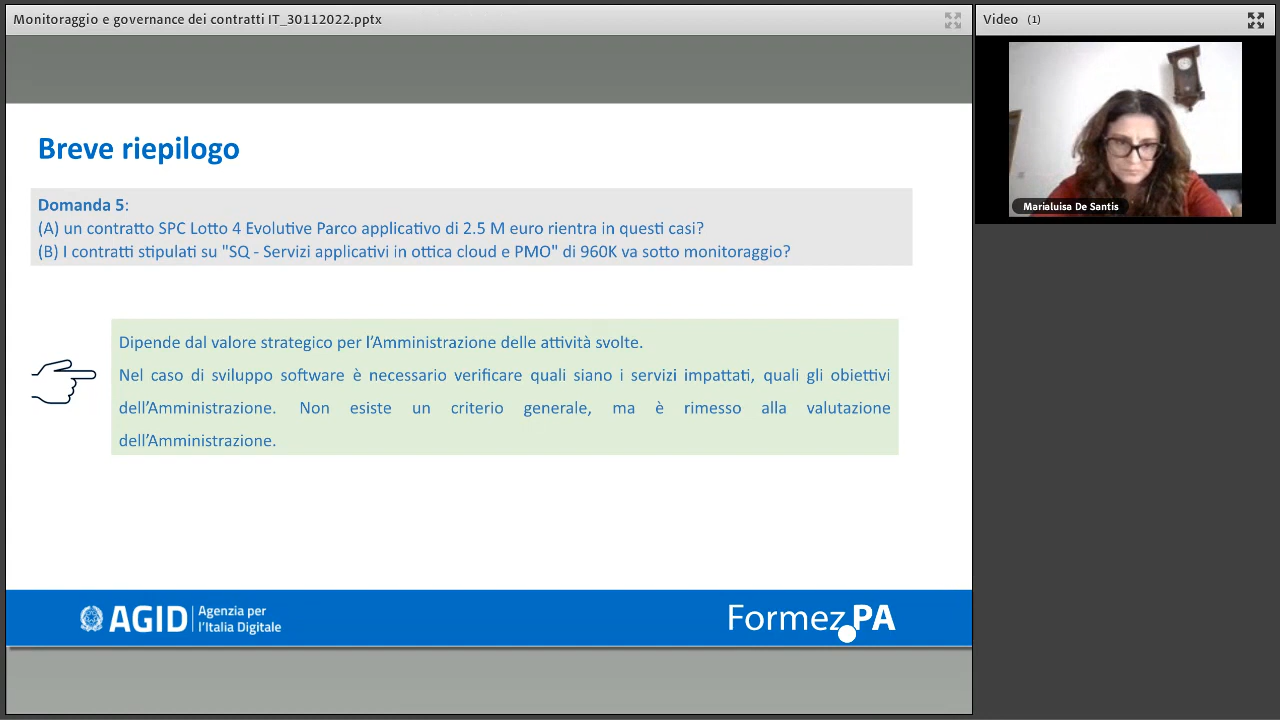 Monitoraggio e governance dei contratti IT_30112022.pptx
Video (1)
Breve riepilogo
Domanda 5:
(A) un contratto SPC Lotto 4 Evolutive Parco applicativo di 2.5 M euro rientra in questi casi?
(B) I contratti stipulati su "SQ - Servizi applicativi in ottica cloud e PMO" di 960K va sotto monitoraggio?
Dipende dal valore strategico per l’Amministrazione delle attività svolte.
Nel caso di sviluppo software è necessario verificare quali siano i servizi impattati, quali gli obiettivi
dell’Amministrazione. Non esiste un criterio generale, ma è rimesso alla valutazione
dell’Amministrazione.
Marialuisa De Santis
AGID
Agenzia per
l’Italia Digitale
Formez PA